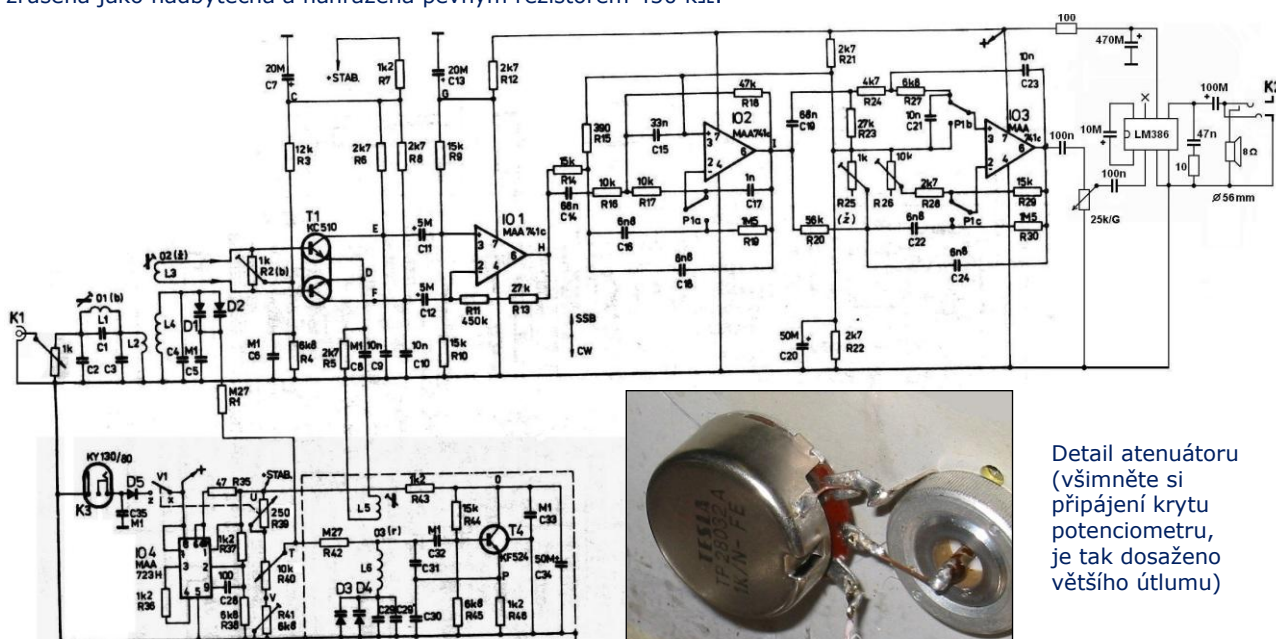 zrušena jako nadbytečná a nahrazena pevným rezistorem 450 kΩ.
20M
C7
C
+STAB.
1k2
R7
20M
C13
G
2k7
R12
2k7
R21
100
470M
12k
R3
2k7
R6
2k7
R8
15k
R9
390
R15
33n
C15
47k
R18
IO2
MAA741c
68n
C19
4k7
R24
6k8
R27
27k
R23
10n
C21
P1b
10n
C23
IO3
MAA
741c
100n
10M
LM386
100M
K2
47n
10
8Ω
Ø56mm
T1
KC510
E
D
F
5M
C11
IO1
MAA741c
H
15k
R14
68n
C14
10k
R16
10k
R17
1n
C17
P1a
6n8
C16
1M5
R19
6n8
C18
I
56k
R20
1k
R25
(ž)
10k
R26
2k7
R28
P1c
15k
R29
6n8
C22
1M5
R30
6n8
C24
25k/G
100n
02(ž)
L3
1k
R2(b)
01(b)
L1
C1
K1
1k
C2
C3
L2
L4
D1
D2
C4
M1
C5
M1
C6
6k8
R4
2k7
R5
M1
C8
10n
C9
10n
C10
5M
C12
R11
450k
27k
R13
15k
R10
SSB
CW
50M
C20
2k7
R22
M27
R1
KY130/80
K3
D5
V1
C35
M1
47
R35
+STAB.
U
250
R39
IO4
MAA
723H
1k2
R36
1k2
R37
100
C26
6k8
R38
10k
R40
T
V
R41
6k8
M27
R42
1k2
R43
L5
03(r)
L6
D3
D4
C29
C29'
C31
C30
M1
C32
15k
R44
6k8
R45
O
T4
KF524
P
1k2
R46
M1
C33
50M
C34
TESLA
TP 28032A
1K/N-FE
Detail atenuátoru
(všimněte si
připájení krytu
potenciometru,
je tak dosaženo
většího útlumu)